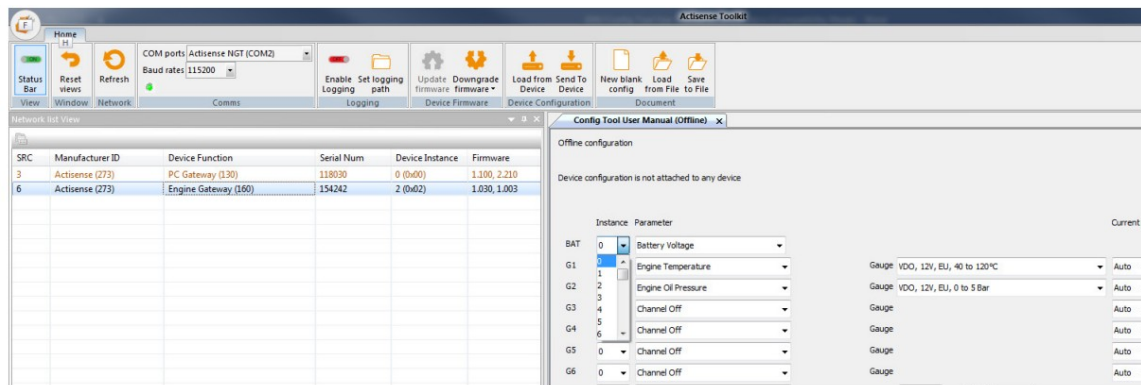 Actisense Toolkit
F
Home
H
ON
Status Bar
Reset views
Refresh
COM ports Actisense NGT (COM2)
Baud rates 115200
Enable Logging
Set logging path
Update firmware
Downgrade firmware
Load from Device
Send To Device
New blank config
Load from File
Save to File
View
Window
Network
Comms
Logging
Device Firmware
Device Configuration
Document
Network list View
Config Tool User Manual (Offline) x
SRC Manufacturer ID Device Function Serial Num Device Instance Firmware
3 Actisense (273) PC Gateway (130) 118030 0 (0x00) 1.100, 2.210
6 Actisense (273) Engine Gateway (160) 154242 2 (0x02) 1.030, 1.003
Offline configuration
Device configuration is not attached to any device
Instance Parameter Current
BAT 0 Battery Voltage
0
1
2
3
4
5
6
G1 Engine Temperature Gauge VDO, 12V, EU, 40 to 120°C Auto
G2 Engine Oil Pressure Gauge VDO, 12V, EU, 0 to 5 Bar Auto
G3 Channel Off Gauge Auto
G4 Channel Off Gauge Auto
G5 0 Channel Off Gauge Auto
G6 0 Channel Off Gauge Auto